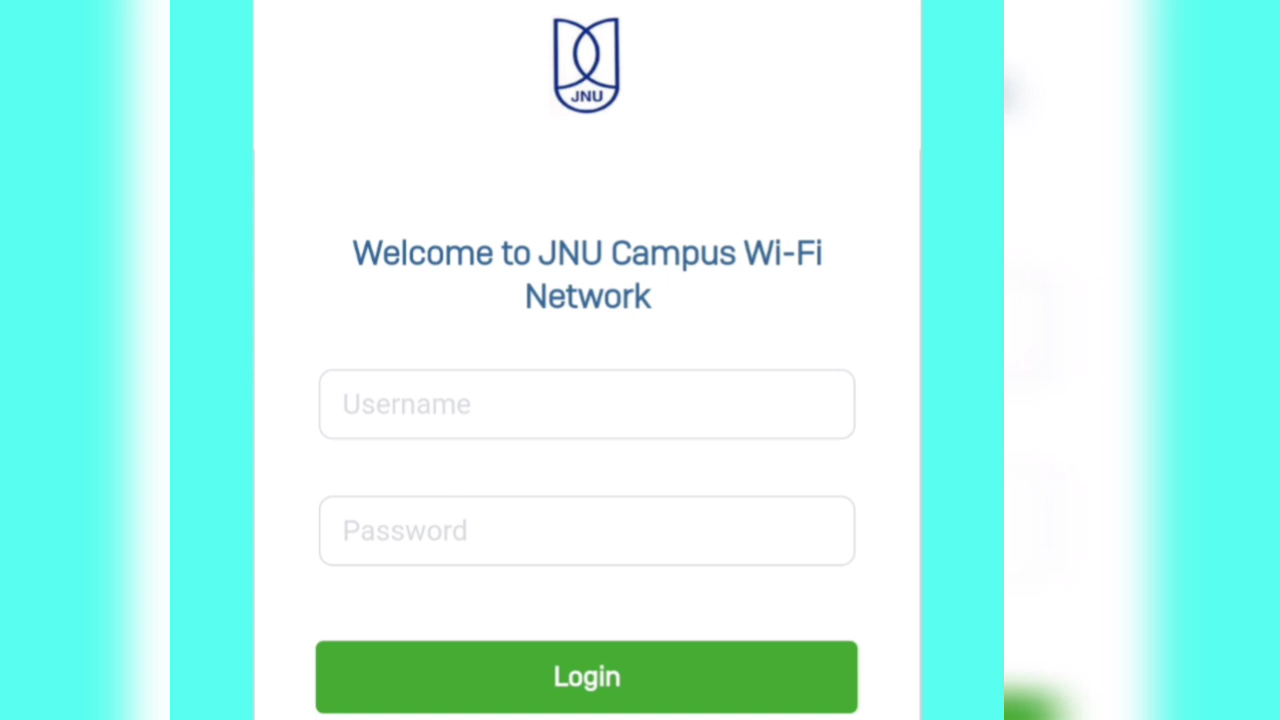 JNU
Welcome to JNU Campus Wi-Fi
Network
Username
Password
Login